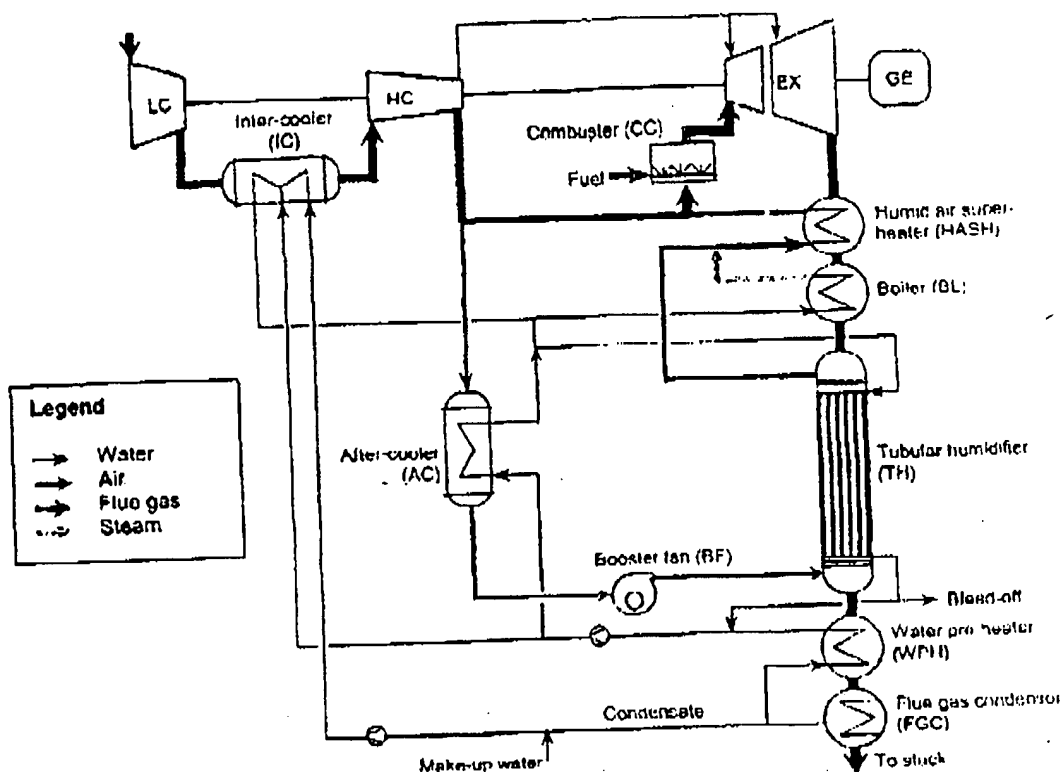 LC
HC
EX
GE
Inter-cooler
(IC)
Combuster (CC)
Fuel
Humid air super-
heater (HASH)
Boiler (BL)
Legend
Water
Air
Flue gas
Steam
After-cooler
(AC)
Tubular humidifier
(TH)
Booster fan (BF)
Bleed-off
Water pre heater
(WPH)
Condensate
Flue gas condensor
(FGC)
Make-up water
To stack